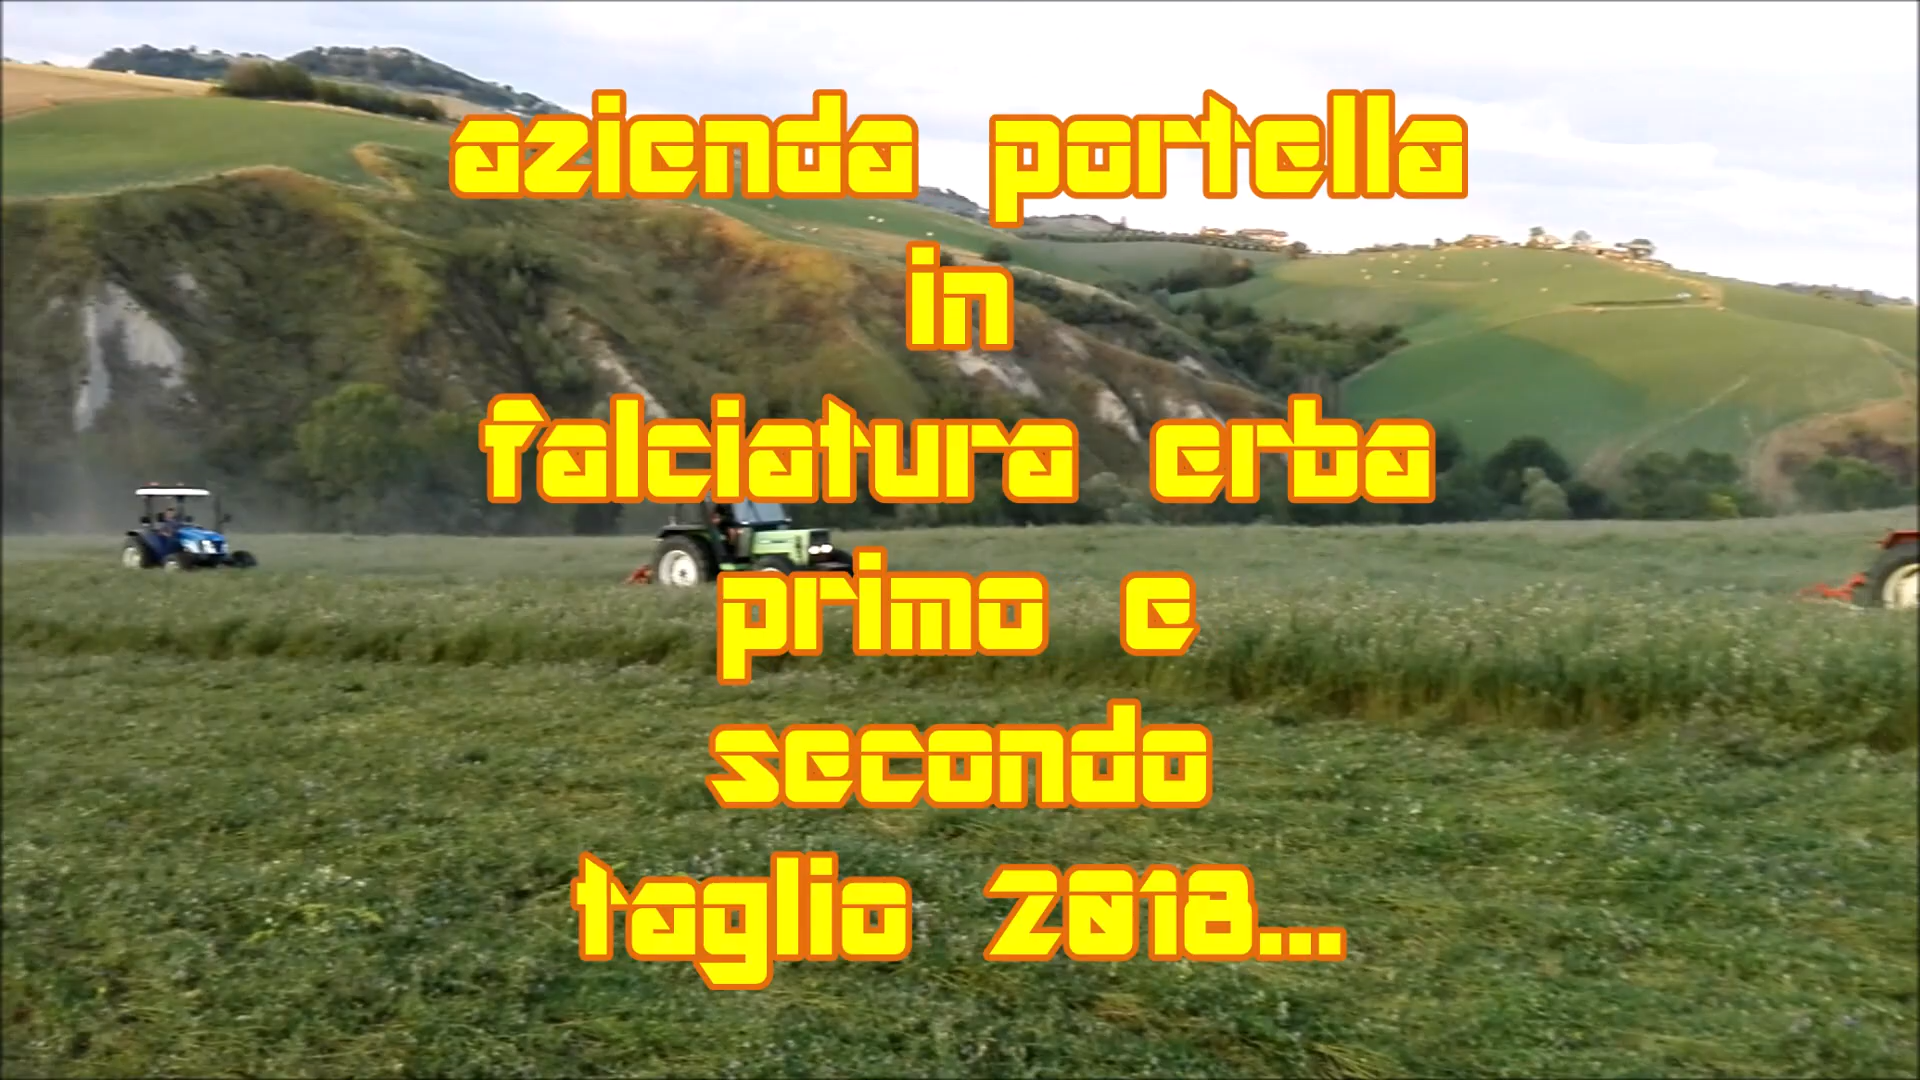 azienda portella
in
falciatura erba
primo e
secondo
taglio 2018...